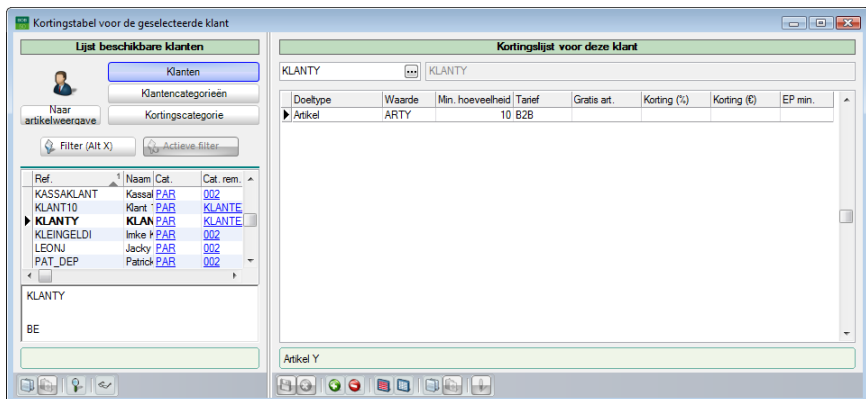 Kortingstabel voor de geselecteerde klant
Lijst beschikbare klanten
Klanten
Klantencategorieën
Naar artikelweergave
Kortingscategorie
Filter (Alt X)
Actieve filter
Ref. 1 Naam Cat. Cat. rem.
KASSAKLANT Kassal PAR 002
KLANT10 Klant PAR KLANTE
KLANTY KLAN PAR KLANTE
KLEINGELDI Imke K PAR 002
LEONJ Jacky PAR 002
PAT_DEP Patrick PAR 002
KLANTY
BE
Kortingslijst voor deze klant
KLANTY ... KLANTY
Doeltype Waarde Min. hoeveelheid Tarief Gratis art. Korting (%) Korting (€) EP min.
Artikel ARTY 10 B2B
Artikel Y